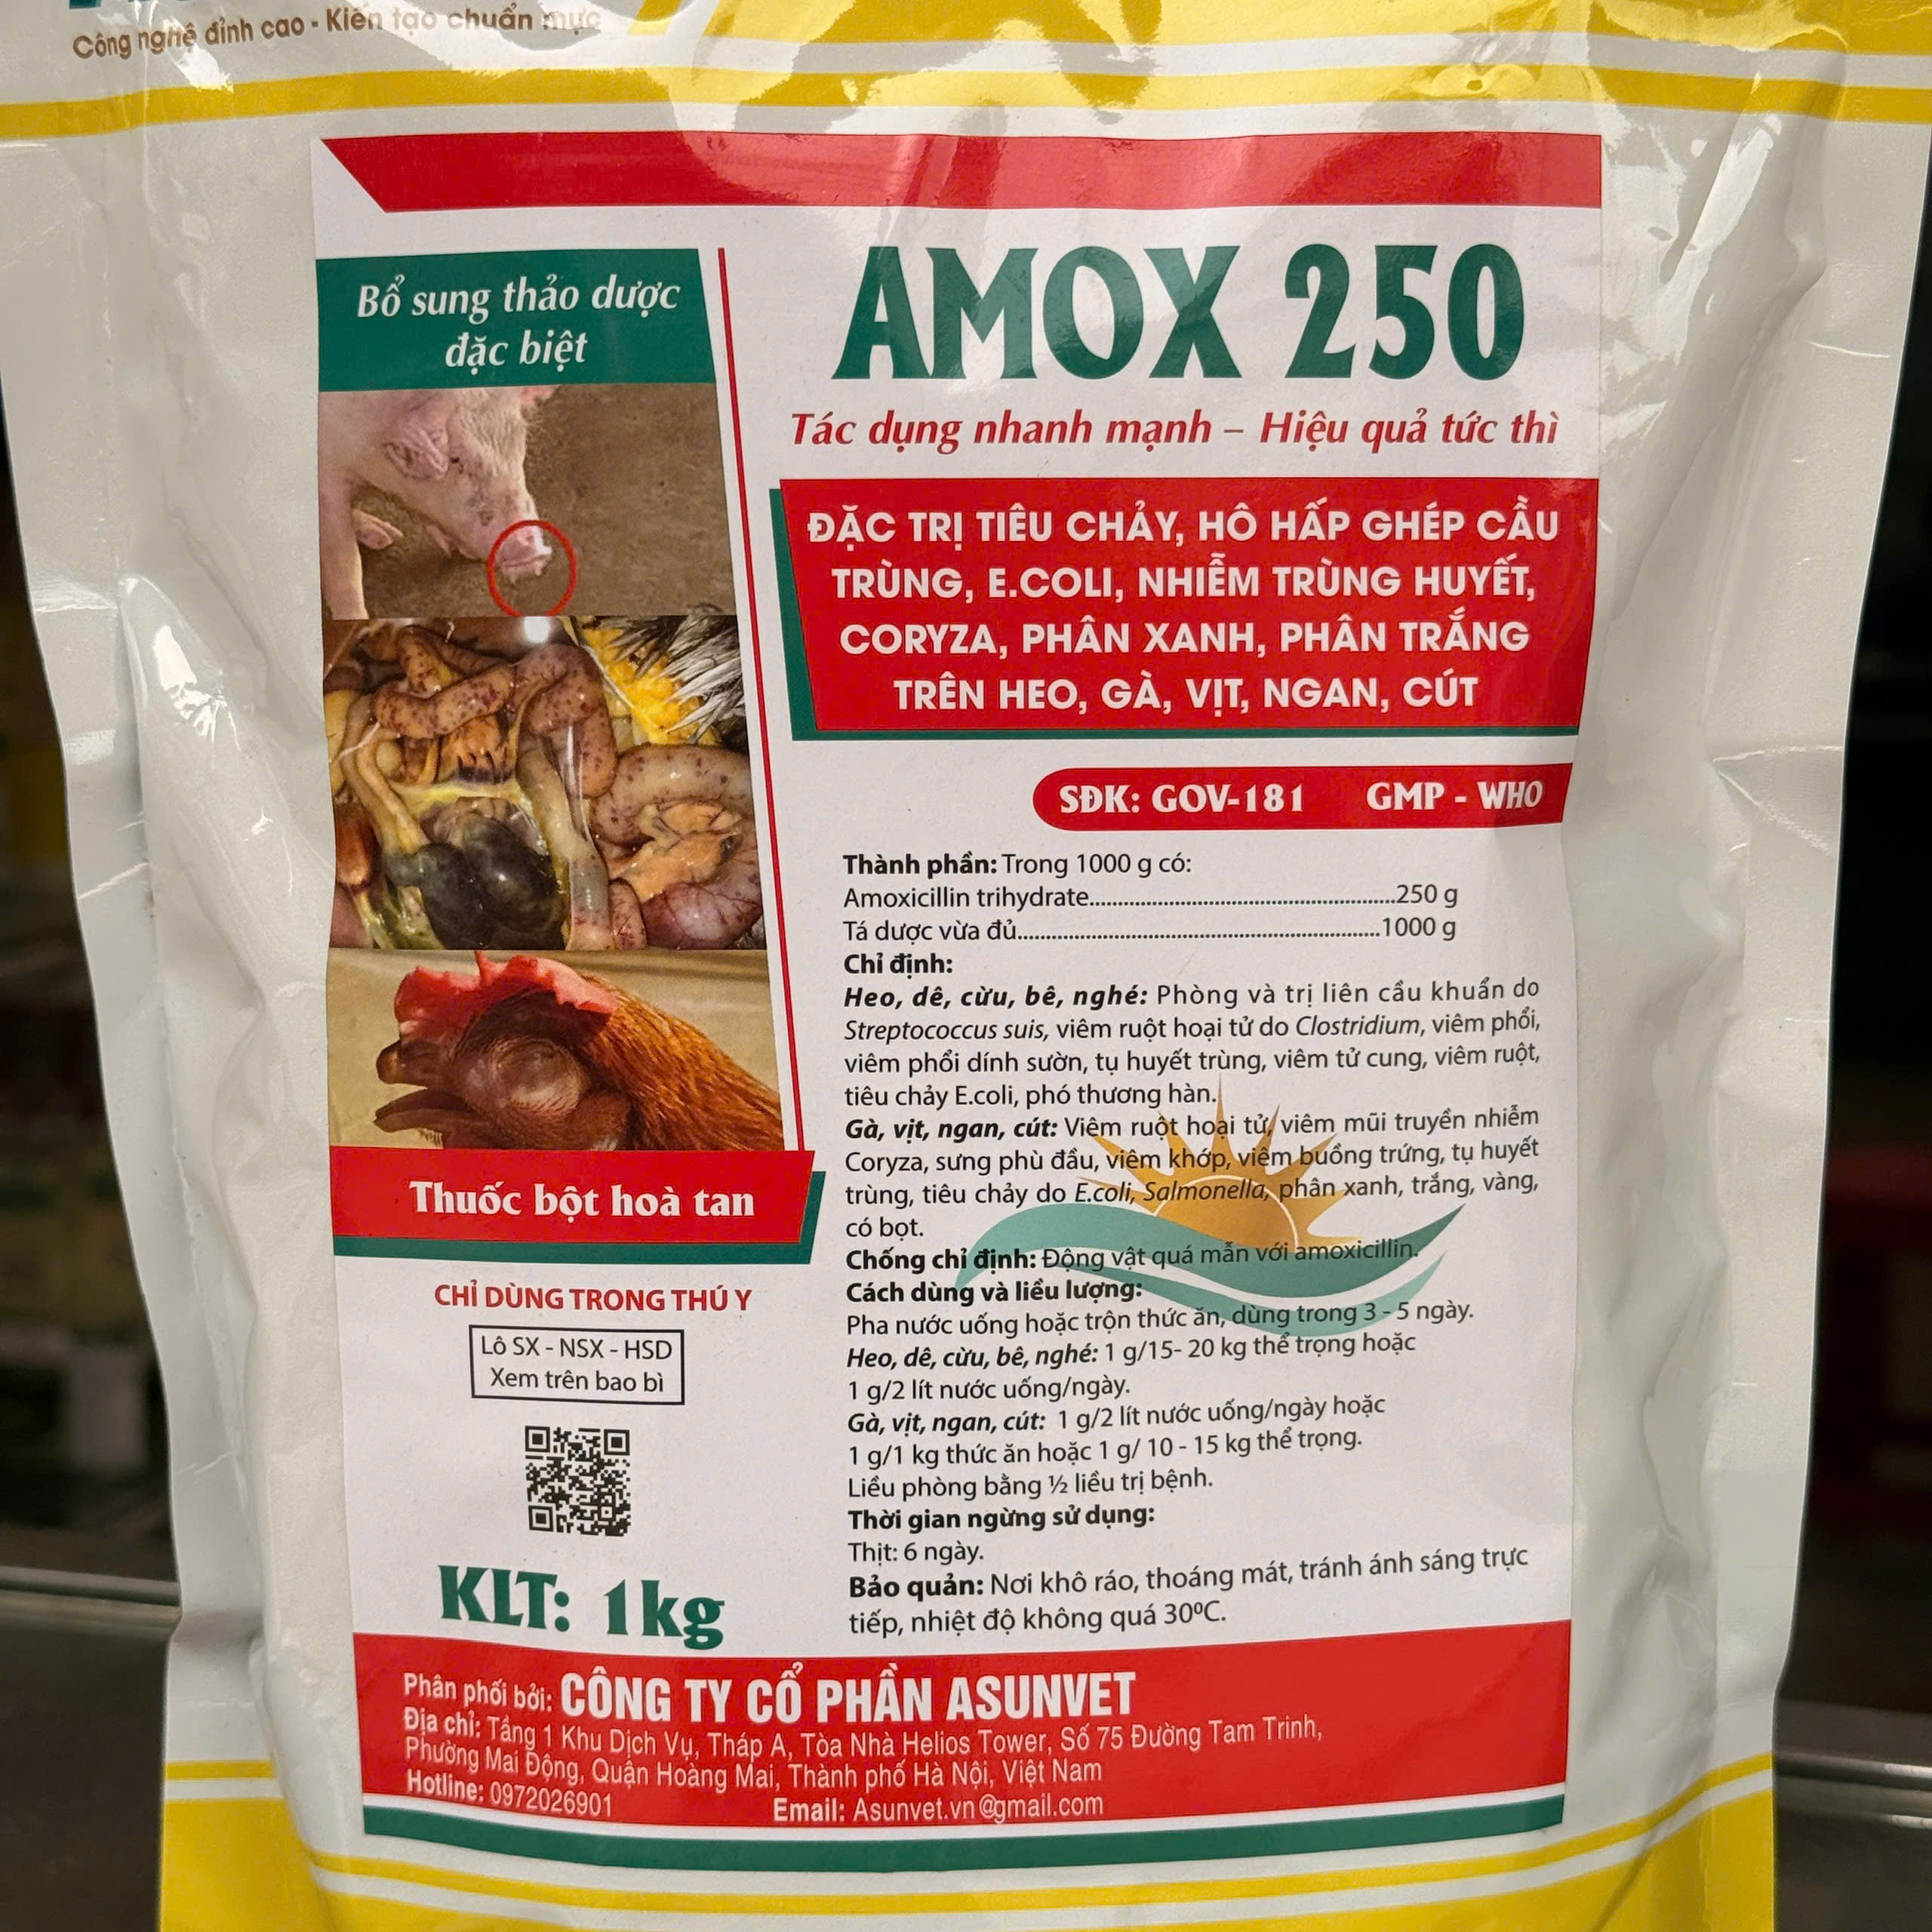 Công nghệ đỉnh cao - Kiến tạo chuẩn mực
Bổ sung thảo dược
đặc biệt
AMOX 250
Tác dụng nhanh mạnh – Hiệu quả tức thì
ĐẶC TRỊ TIÊU CHẢY, HÔ HẤP GHÉP CẦU
TRÙNG, E.COLI, NHIỄM TRÙNG HUYẾT,
CORYZA, PHÂN XANH, PHÂN TRẮNG
TRÊN HEO, GÀ, VỊT, NGAN, CÚT
SĐK: GOV-181 GMP - WHO
Thành phần: Trong 1000 g có:
Amoxicillin trihydrate..........................................................250 g
Tá dược vừa đủ....................................................................1000 g
Chỉ định:
Heo, dê, cừu, bê, nghé: Phòng và trị liên cầu khuẩn do
Streptococcus suis, viêm ruột hoại tử do Clostridium, viêm phổi,
viêm phổi dính sườn, tụ huyết trùng, viêm tử cung, viêm ruột,
tiêu chảy E.coli, phó thương hàn.
Gà, vịt, ngan, cút: Viêm ruột hoại tử, viêm mũi truyền nhiễm
Coryza, sưng phù đầu, viêm khớp, viêm buồng trứng, tụ huyết
trùng, tiêu chảy do E.coli, Salmonella, phân xanh, trắng, vàng,
có bọt.
Chống chỉ định: Động vật quá mẫn với amoxicillin.
Cách dùng và liều lượng:
Pha nước uống hoặc trộn thức ăn, dùng trong 3 - 5 ngày.
Heo, dê, cừu, bê, nghé: 1 g/15- 20 kg thể trọng hoặc
1 g/2 lít nước uống/ngày.
Gà, vịt, ngan, cút: 1 g/2 lít nước uống/ngày hoặc
1 g/1 kg thức ăn hoặc 1 g/ 10 - 15 kg thể trọng.
Liều phòng bằng ½ liều trị bệnh.
Thời gian ngừng sử dụng:
Thịt: 6 ngày.
Bảo quản: Nơi khô ráo, thoáng mát, tránh ánh sáng trực
tiếp, nhiệt độ không quá 30ºC.
Thuốc bột hoà tan
CHỈ DÙNG TRONG THÚ Y
Lô SX - NSX - HSD
Xem trên bao bì
KLT: 1kg
Phân phối bởi: CÔNG TY CỔ PHẦN ASUNVET
Địa chỉ: Tầng 1 Khu Dịch Vụ, Tháp A, Tòa Nhà Helios Tower, Số 75 Đường Tam Trinh,
Phường Mai Động, Quận Hoàng Mai, Thành phố Hà Nội, Việt Nam
Hotline: 0972026901 Email: Asunvet.vn@gmail.com